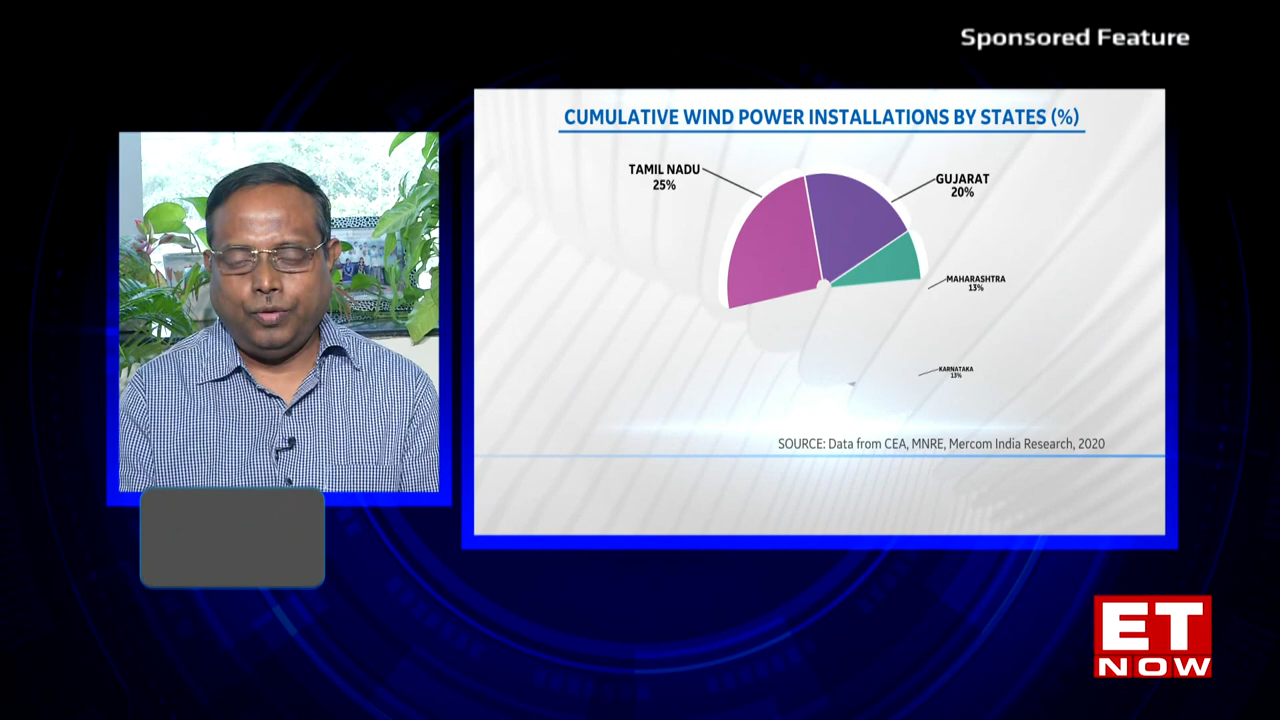 Sponsored Feature
CUMULATIVE WIND POWER INSTALLATIONS BY STATES (%)
TAMIL NADU
25%
GUJARAT
20%
MAHARASHTRA
13%
KARNATAKA
13%
SOURCE: Data from CEA, MNRE, Mercom India Research, 2020
ET
NOW